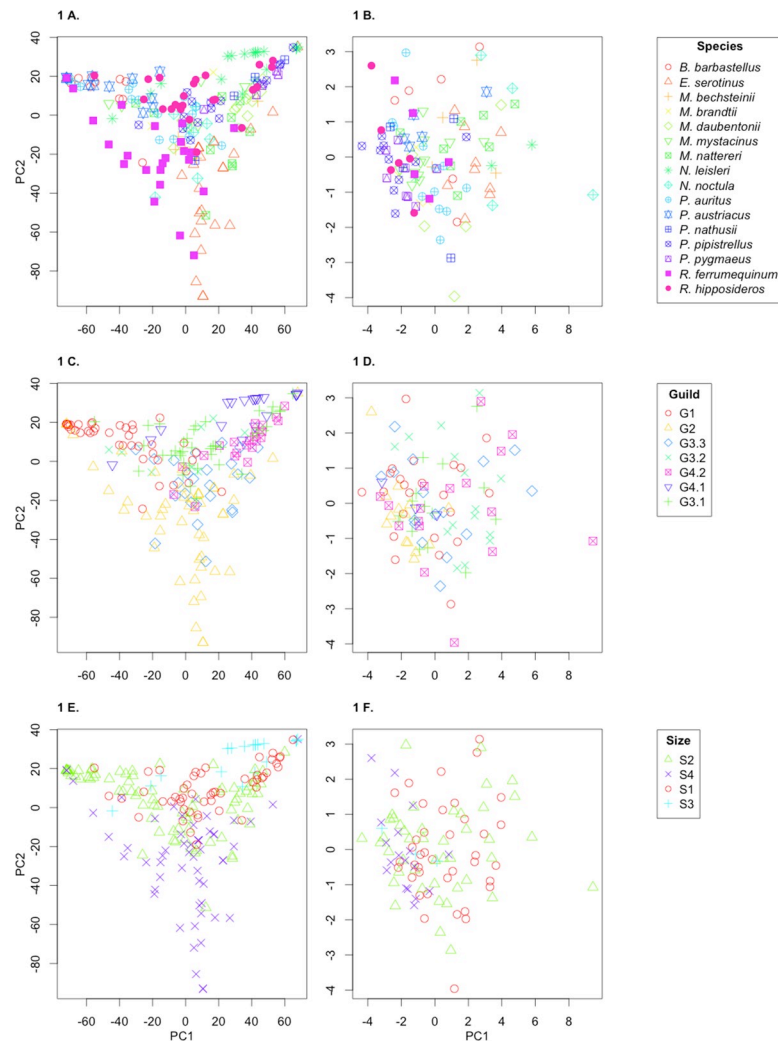 1 A.
1 B.
40
20
0
-20
-40
-60
-80
PC2
-60 -40 -20 0 20 40 60
3
2
1
0
-1
-2
-3
-4
-4 -2 0 2 4 6 8
Species
B. barbastellus
E. serotinus
M. bechsteinii
M. brandtii
M. daubentonii
M. mystacinus
M. nattereri
N. leisleri
N. noctula
P. auritus
P. austriacus
P. nathusii
P. pipistrellus
P. pygmaeus
R. ferrumequinum
R. hipposideros
1 C.
1 D.
40
20
0
-20
-40
-60
-80
PC2
-60 -40 -20 0 20 40 60
3
2
1
0
-1
-2
-3
-4
-4 -2 0 2 4 6 8
Guild
G1
G2
G3.3
G3.2
G4.2
G4.1
G3.1
1 E.
1 F.
40
20
0
-20
-40
-60
-80
PC2
-60 -40 -20 0 20 40 60
PC1
3
2
1
0
-1
-2
-3
-4
-4 -2 0 2 4 6 8
PC1
Size
S2
S4
S1
S3